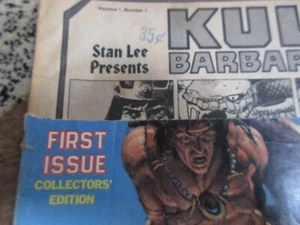 Volume 1, Number 1
35¢
KUL
Stan Lee
Presents
BARBAR
FIRST
ISSUE
COLLECTORS'
EDITION